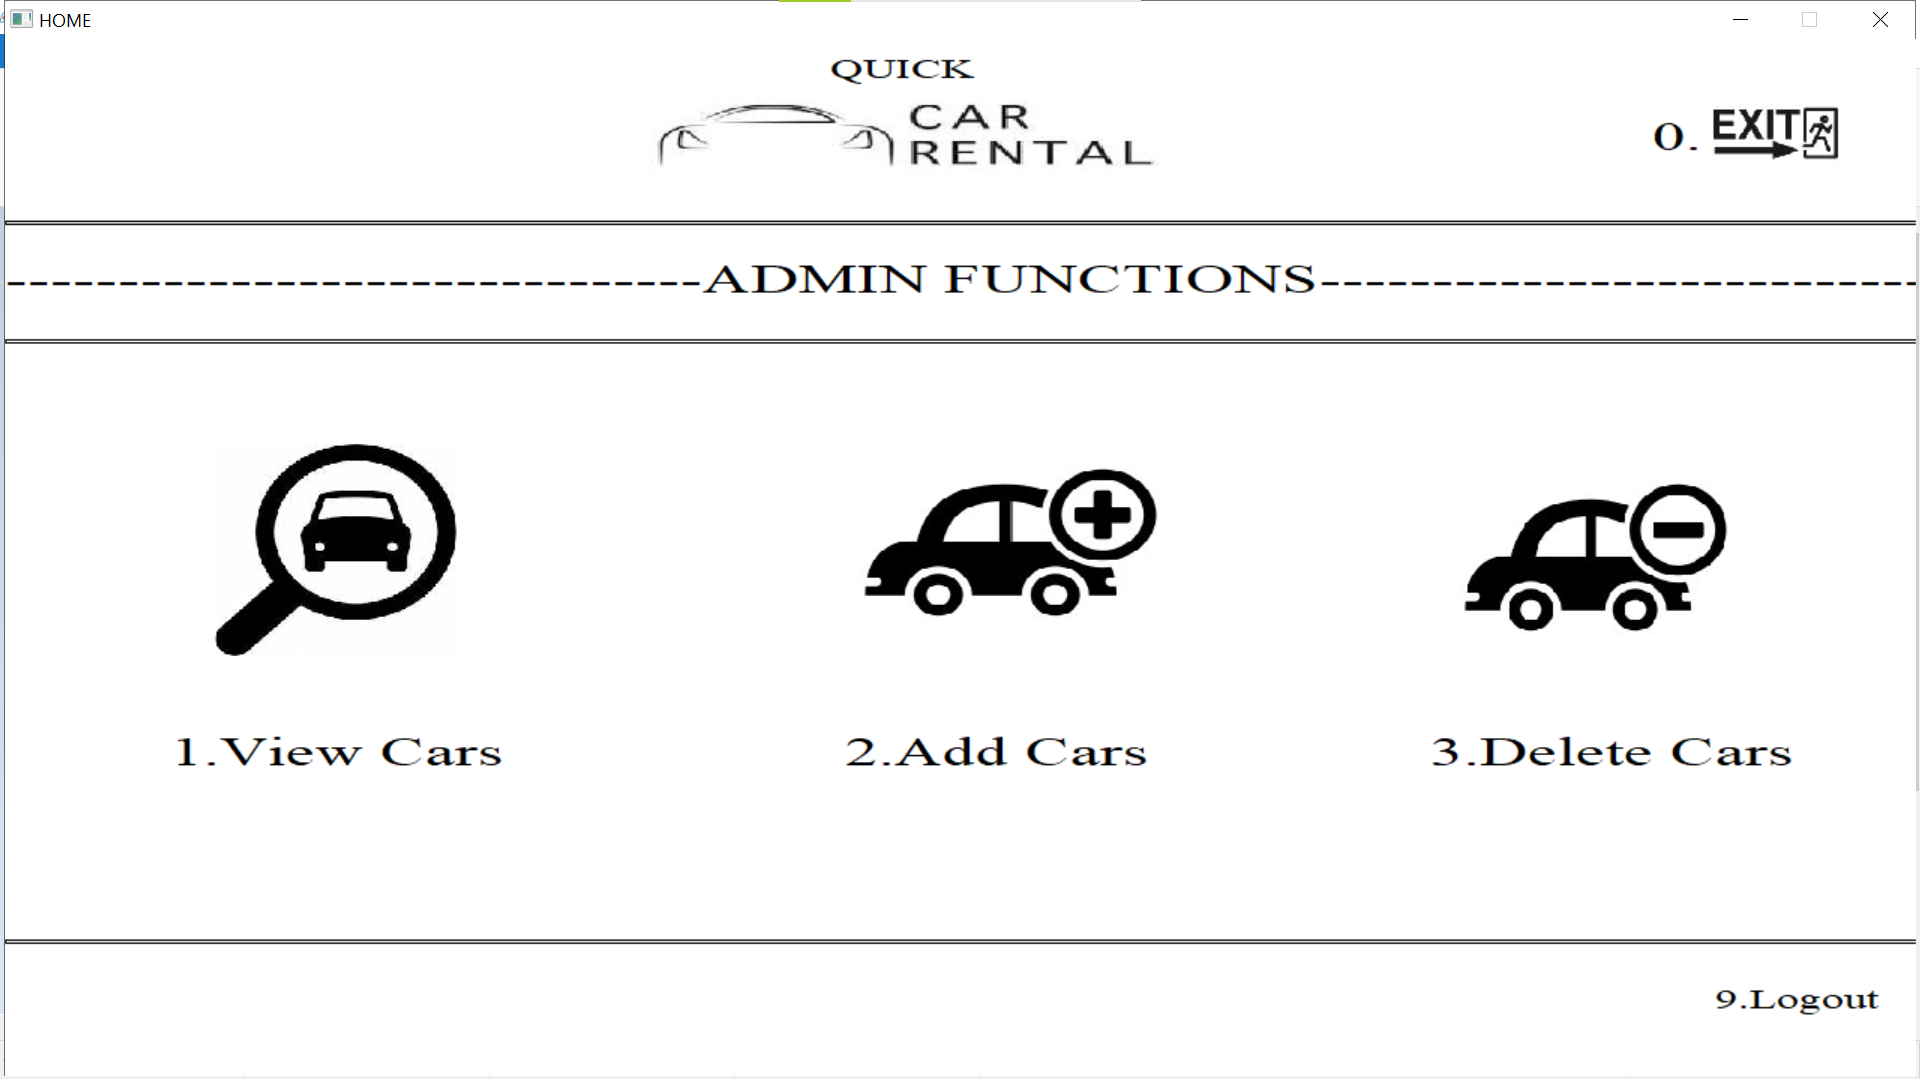 HOME
QUICK
CAR
RENTAL
0. EXIT
-------------------------------ADMIN FUNCTIONS---------------------------
1.View Cars
2.Add Cars
3.Delete Cars
9.Logout